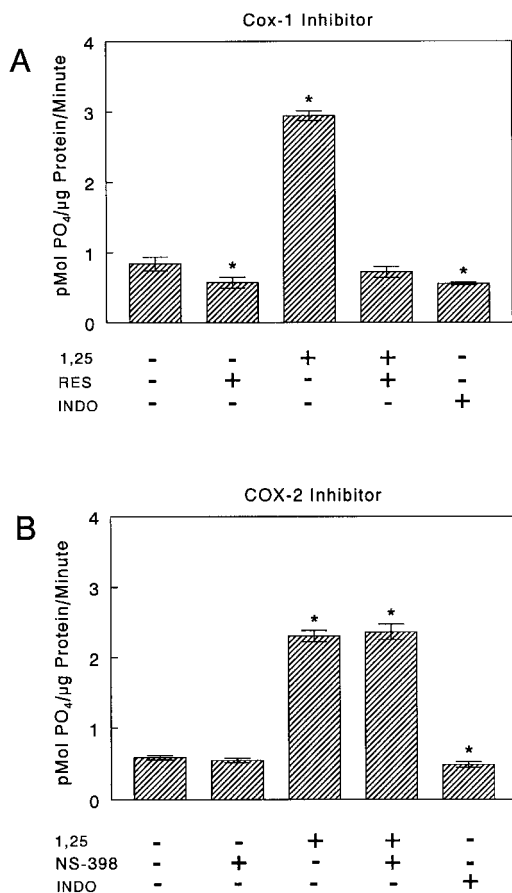 Cox-1 Inhibitor
A
pMol PO₄/µg Protein/Minute
4
3
2
1
0
*
*
*
1,25 - - + + -
RES - + - + -
INDO - - - - +
COX-2 Inhibitor
B
pMol PO₄/µg Protein/Minute
4
3
2
1
0
*
*
*
1,25 - - + + -
NS-398 - + - + -
INDO - - - - +